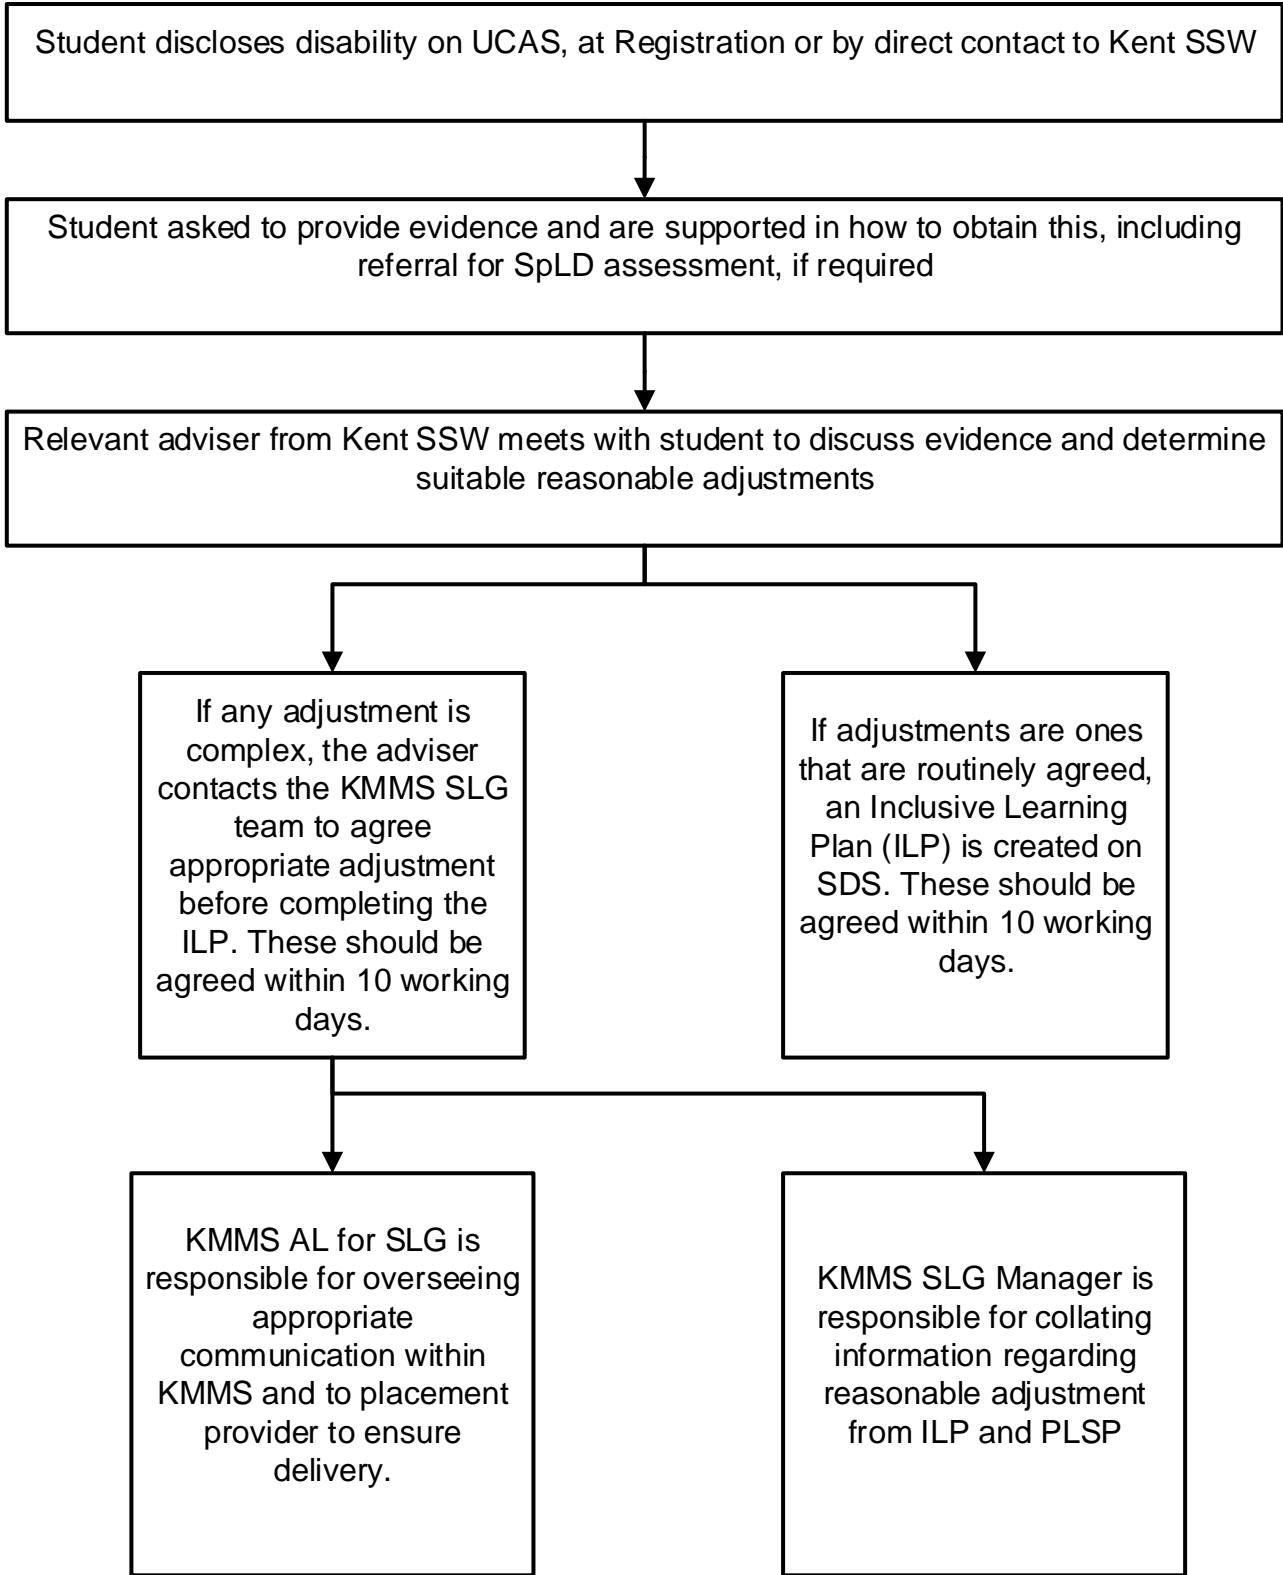 Student discloses disability on UCAS, at Registration or by direct contact to Kent SSW
Student asked to provide evidence and are supported in how to obtain this, including
referral for SpLD assessment, if required
Relevant adviser from Kent SSW meets with student to discuss evidence and determine
suitable reasonable adjustments
If any adjustment is
complex, the adviser
contacts the KMMS SLG
team to agree
appropriate adjustment
before completing the
ILP. These should be
agreed within 10 working
days.
If adjustments are ones
that are routinely agreed,
an Inclusive Learning
Plan (ILP) is created on
SDS. These should be
agreed within 10 working
days.
KMMS AL for SLG is
responsible for overseeing
appropriate
communication within
KMMS and to placement
provider to ensure
delivery.
KMMS SLG Manager is
responsible for collating
information regarding
reasonable adjustment
from ILP and PLSP